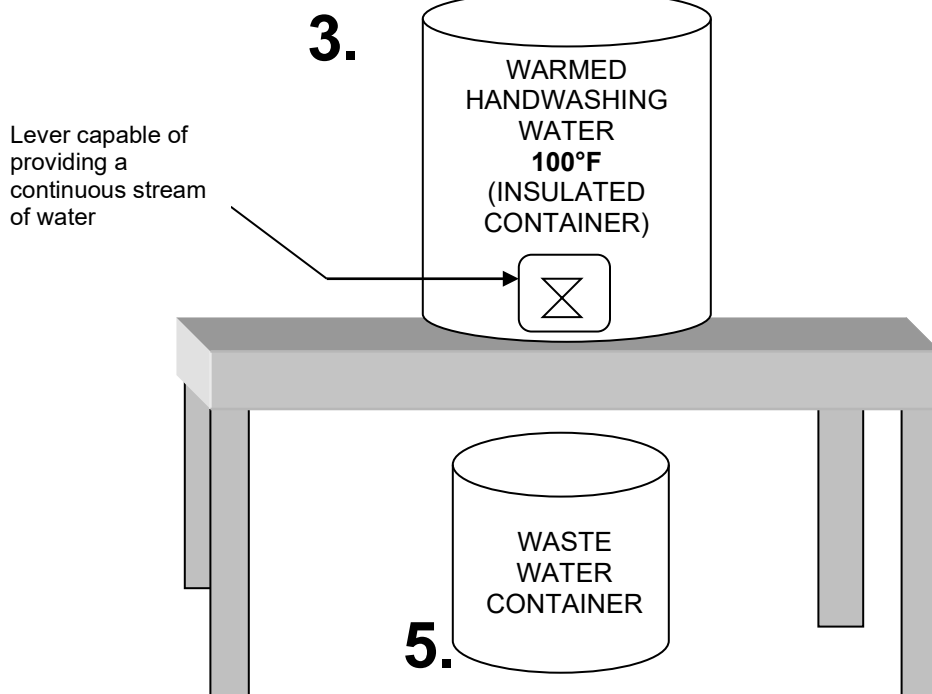 3.
WARMED
HANDWASHING
WATER
100°F
(INSULATED
CONTAINER)
Lever capable of
providing a
continuous stream
of water
WASTE
WATER
CONTAINER
5.